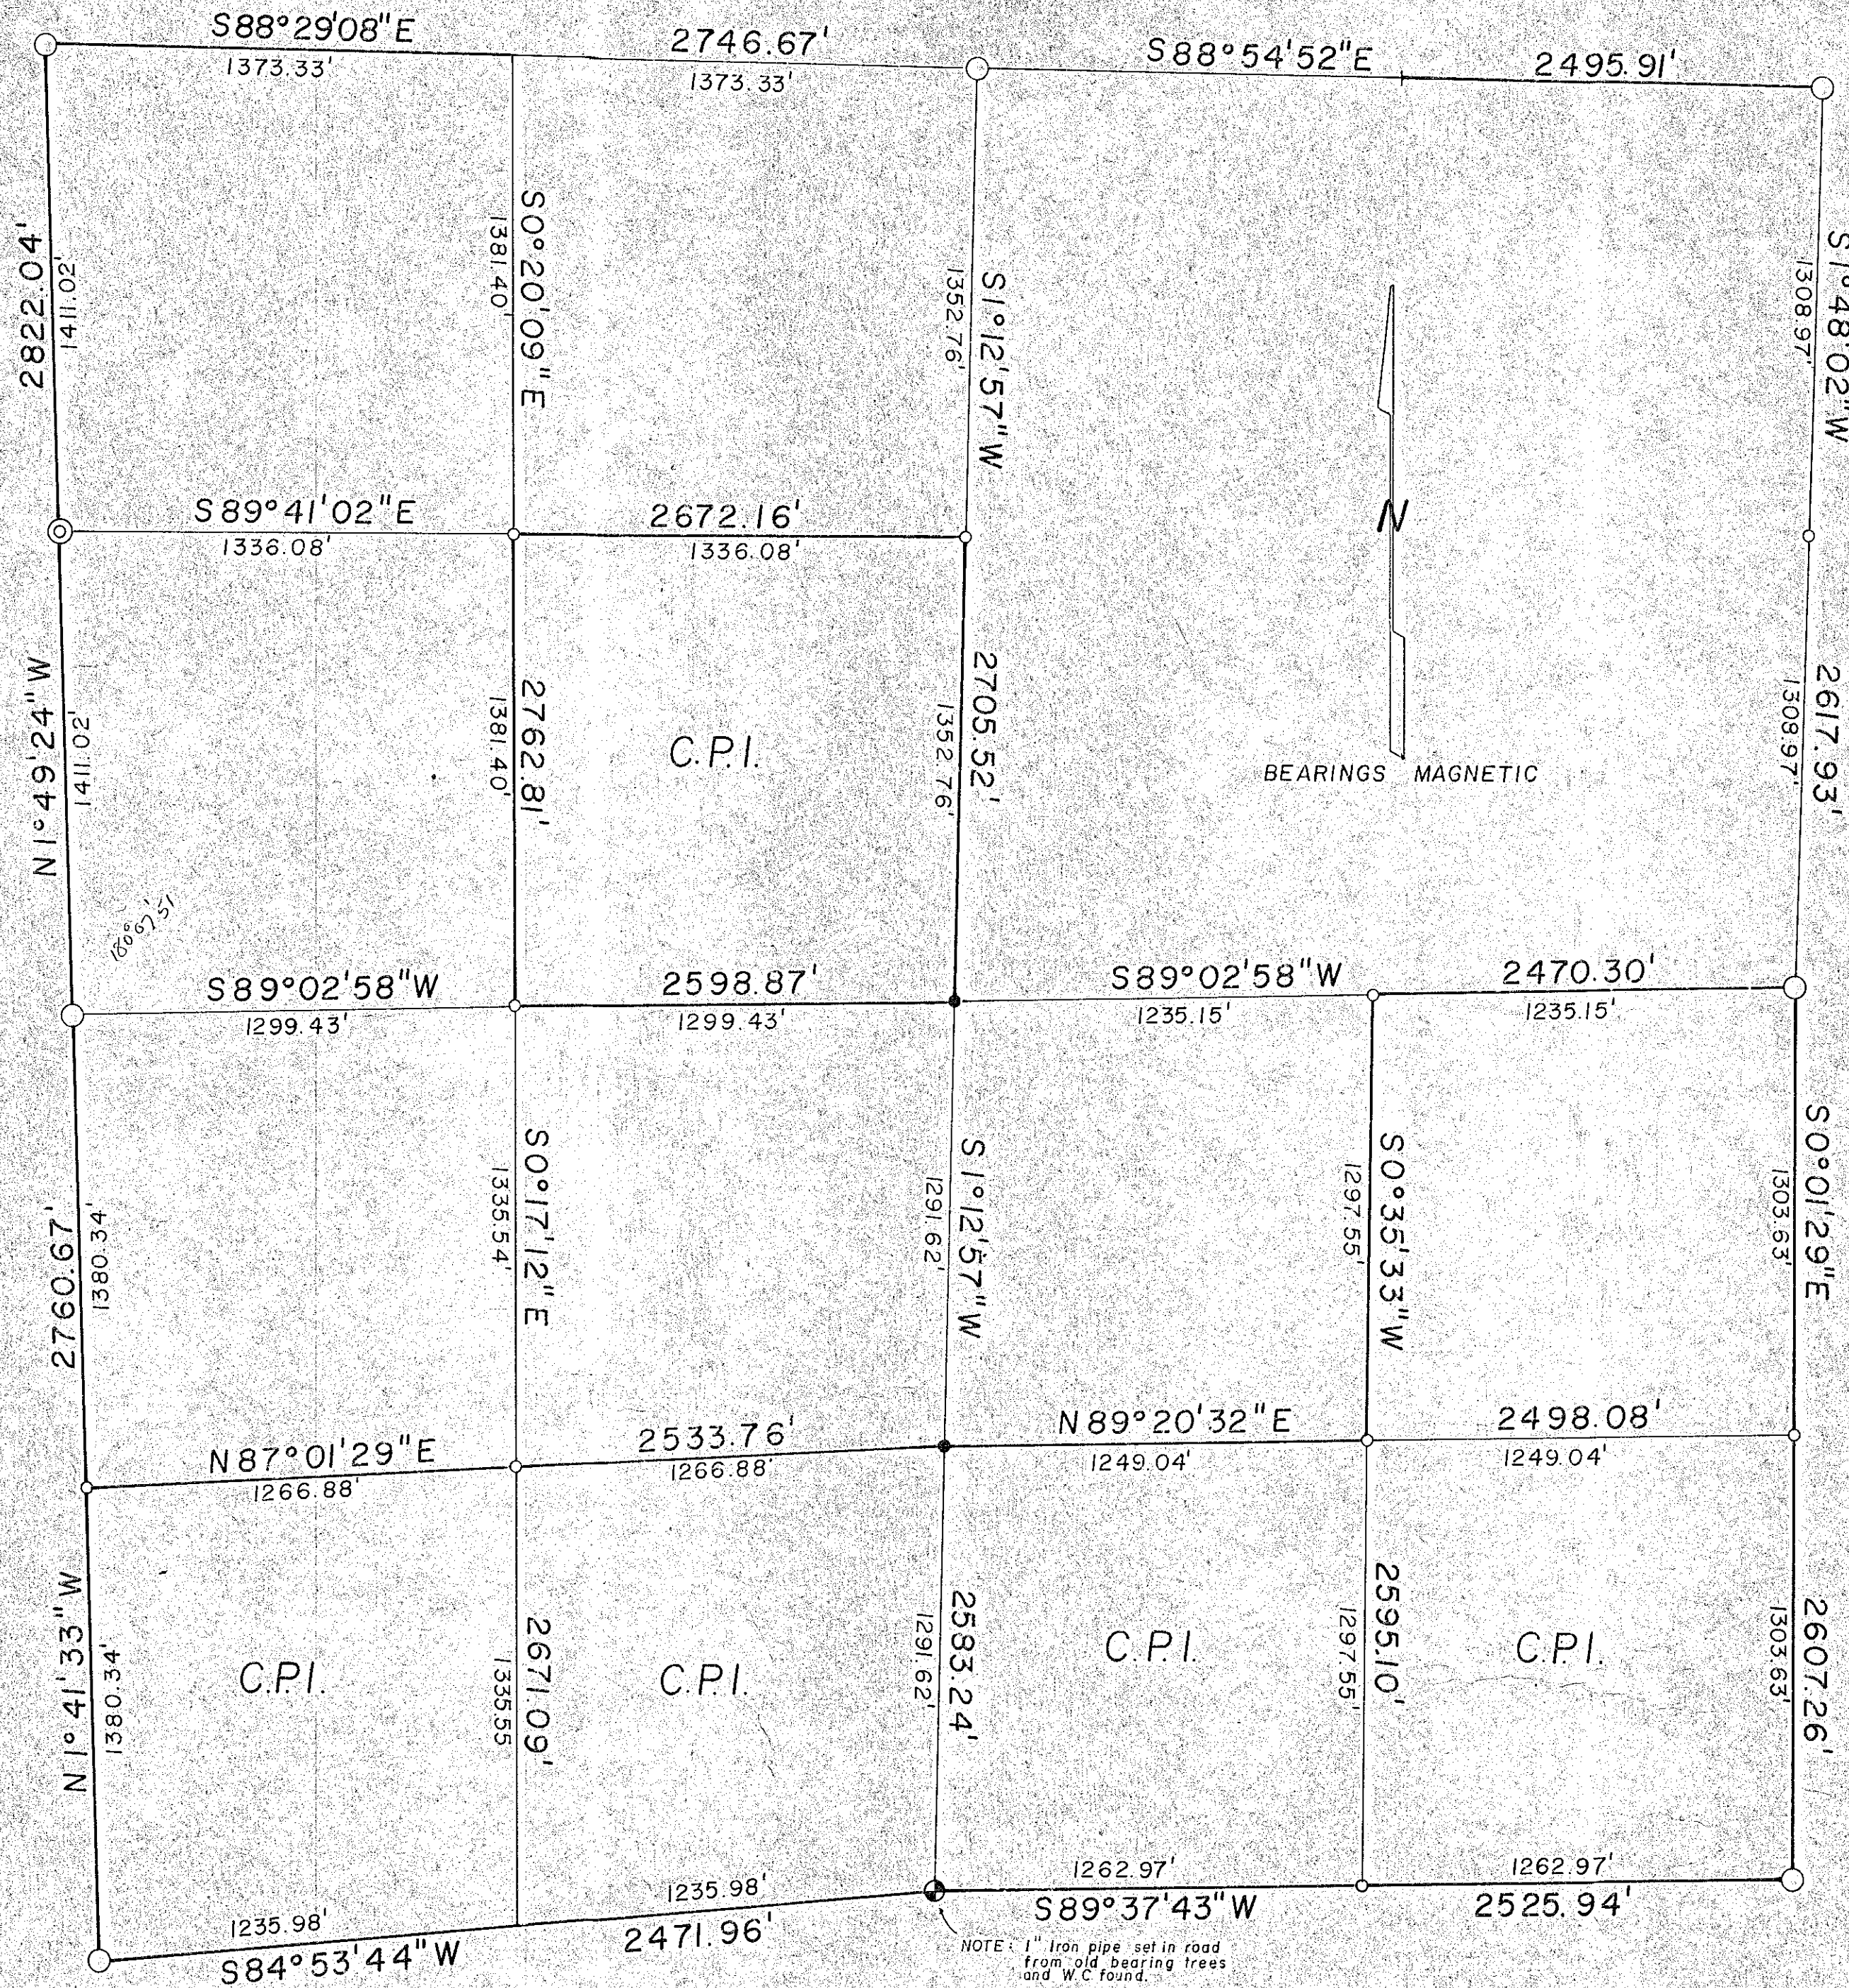 S88°29'08"E
2746.67'
S88°54'52"E
2495.91'
1373.33'
1373.33'
2822.04'
1411.02'
S0°20'09"E
1381.40'
S1°12'57"W
1352.76'
S1°48'02"W
1308.97'
N
S89°41'02"E
2672.16'
1336.08'
1336.08'
N1°49'24"W
1411.02'
2762.81'
1381.40'
C.P.I.
2705.52'
1352.76'
BEARINGS MAGNETIC
2617.93'
1308.97'
S89°02'58"W
2598.87'
S89°02'58"W
2470.30'
1299.43'
1299.43'
1235.15'
1235.15'
2760.67'
1380.34'
S0°17'12"E
1335.54'
S1°12'57"W
1291.62'
S0°35'33"W
1297.55'
S0°01'29"E
1303.63'
N87°01'29"E
2533.76'
N89°20'32"E
2498.08'
1266.88'
1266.88'
1249.04'
1249.04'
N1°41'33"W
1380.34'
C.P.I.
2671.09'
1335.55
C.P.I.
2583.24'
1291.62'
C.P.I.
2595.10'
1297.55'
C.P.I.
2607.26'
1303.63'
1235.98'
1235.98'
1262.97'
1262.97'
S84°53'44"W
2471.96'
S89°37'43"W
2525.94'
NOTE: 1" Iron pipe set in road
from old bearing trees
and W.C. found.